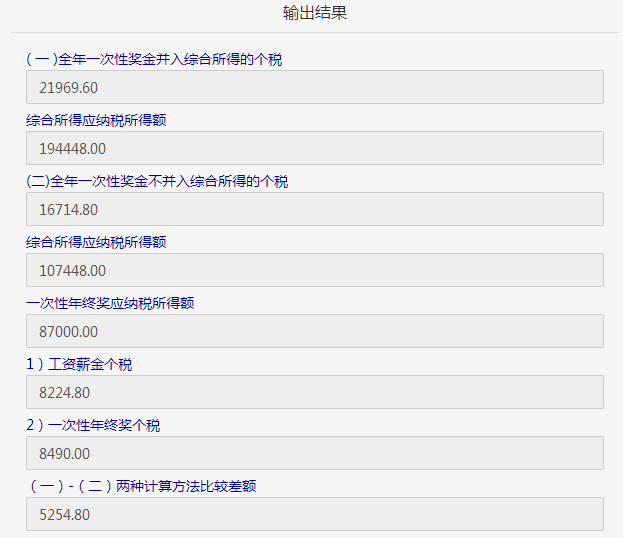 输出结果
( 一 )全年一次性奖金并入综合所得的个税
21969.60
综合所得应纳税所得额
194448.00
(二)全年一次性奖金不并入综合所得的个税
16714.80
综合所得应纳税所得额
107448.00
一次性年终奖应纳税所得额
87000.00
1）工资薪金个税
8224.80
2）一次性年终奖个税
8490.00
（一）-（二）两种计算方法比较差额
5254.80